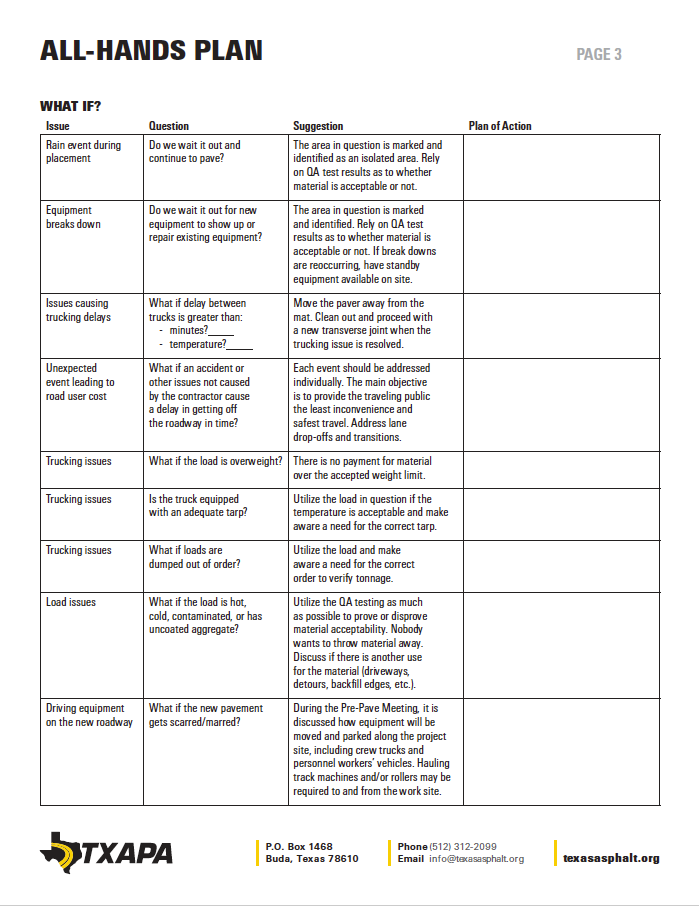 ALL-HANDS PLAN
PAGE 3
WHAT IF?
Issue
Question
Suggestion
Plan of Action
Rain event during
placement
Do we wait it out and
continue to pave?
The area in question is marked and
identified as an isolated area. Rely
on QA test results as to whether
material is acceptable or not.
Equipment
breaks down
Do we wait it out for new
equipment to show up or
repair existing equipment?
The area in question is marked
and identified. Rely on QA test
results as to whether material is
acceptable or not. If break downs
are reoccurring, have standby
equipment available on site.
Issues causing
trucking delays
What if delay between
trucks is greater than:
- minutes?_____
- temperature?_____
Move the paver away from the
mat. Clean out and proceed with
a new transverse joint when the
trucking issue is resolved.
Unexpected
event leading to
road user cost
What if an accident or
other issues not caused
by the contractor cause
a delay in getting off
the roadway in time?
Each event should be addressed
individually. The main objective
is to provide the traveling public
the least inconvenience and
safest travel. Address lane
drop-offs and transitions.
Trucking issues
What if the load is overweight?
There is no payment for material
over the accepted weight limit.
Trucking issues
Is the truck equipped
with an adequate tarp?
Utilize the load in question if the
temperature is acceptable and make
aware a need for the correct tarp.
Trucking issues
What if loads are
dumped out of order?
Utilize the load and make
aware a need for the correct
order to verify tonnage.
Load issues
What if the load is hot,
cold, contaminated, or has
uncoated aggregate?
Utilize the QA testing as much
as possible to prove or disprove
material acceptability. Nobody
wants to throw material away.
Discuss if there is another use
for the material (driveways,
detours, backfill edges, etc.).
Driving equipment
on the new roadway
What if the new pavement
gets scarred/marred?
During the Pre-Pave Meeting, it is
discussed how equipment will be
moved and parked along the project
site, including crew trucks and
personnel workers' vehicles. Hauling
track machines and/or rollers may be
required to and from the work site.
TXAPA
P.O. Box 1468
Buda, Texas 78610
Phone (512) 312-2099
Email info@texasasphalt.org
texasasphalt.org